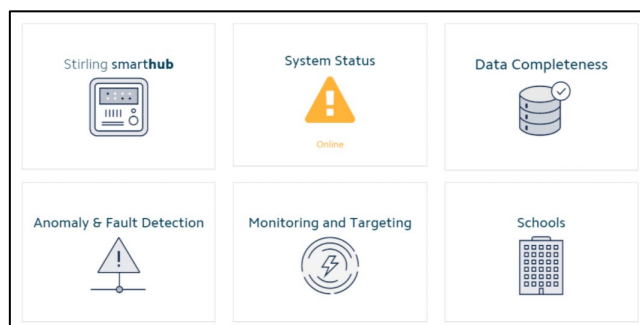 Stirling smarthub
System Status
Online
Data Completeness
Anomaly & Fault Detection
Monitoring and Targeting
Schools